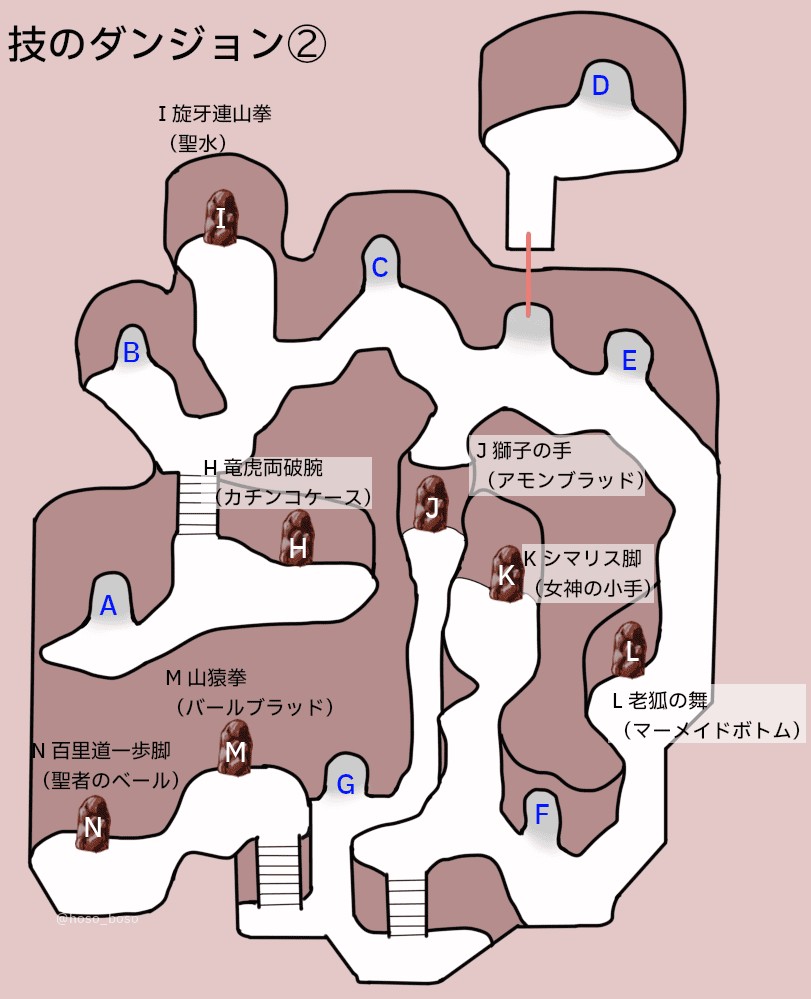 技のダンジョン②
D
I 旋牙連山拳
（聖水）
I
C
B
E
J 獅子の手
（アモンブラッド）
H 竜虎両破腕
（カチンコケース）
J
H
K シマリス脚
（女神の小手）
K
A
L
M 山猿拳
（バールブラッド）
L 老狐の舞
（マーメイドボトム）
N 百里道一歩脚
（聖者のベール）
M
G
F
N
@hoso_boso